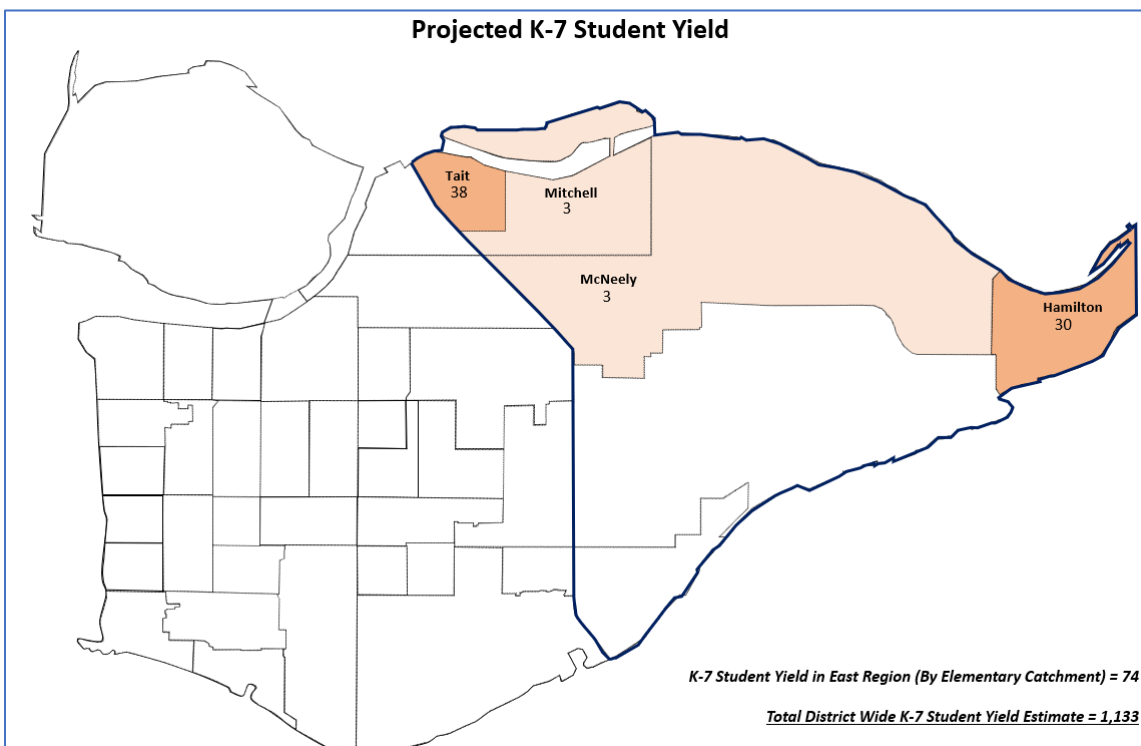 Projected K-7 Student Yield
Tait
38
Mitchell
3
McNeely
3
Hamilton
30
K-7 Student Yield in East Region (By Elementary Catchment) = 74
Total District Wide K-7 Student Yield Estimate = 1,133